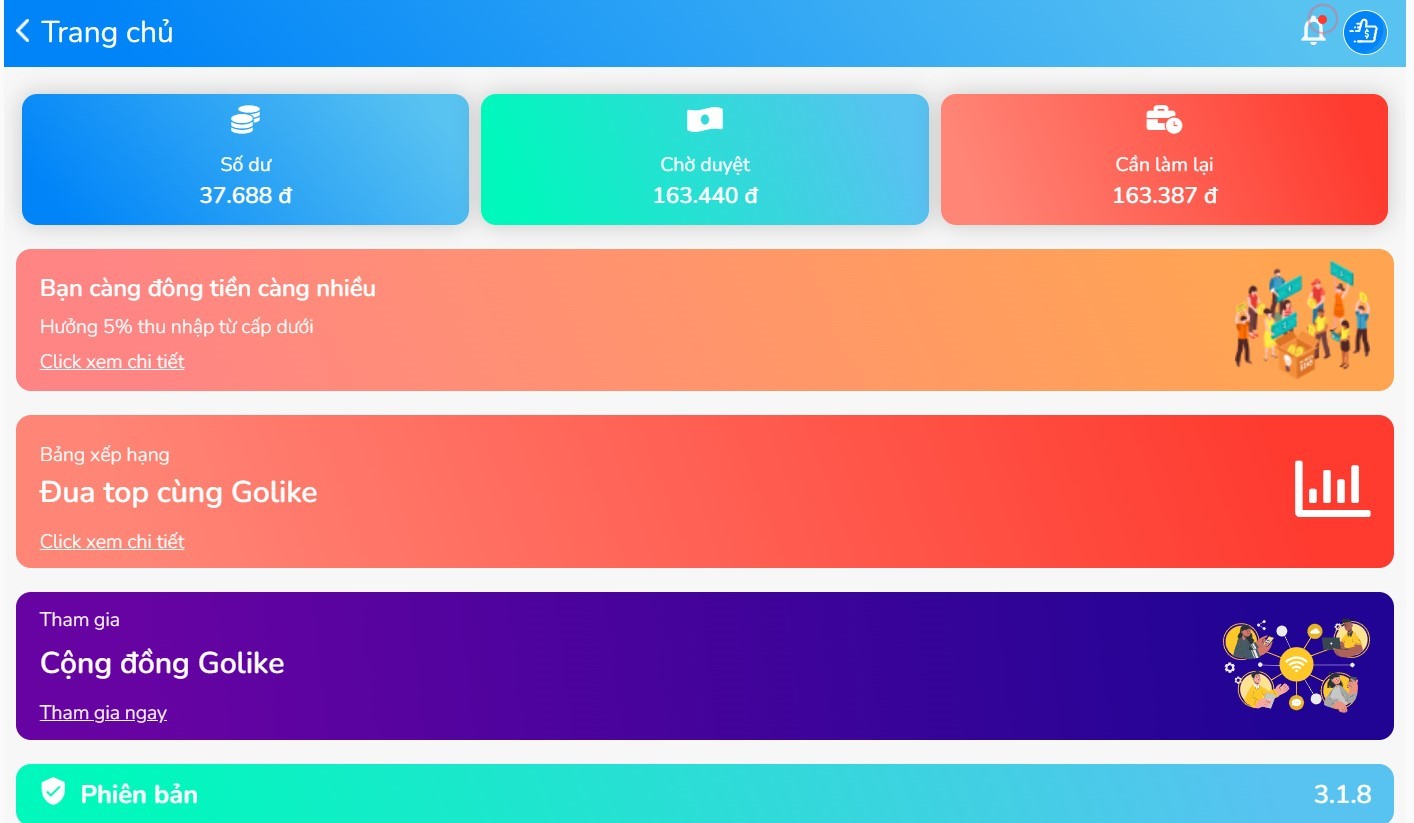 Trang chủ
Số dư
37.688 đ
Chờ duyệt
163.440 đ
Cần làm lại
163.387 đ
Bạn càng đông tiền càng nhiều
Hưởng 5% thu nhập từ cấp dưới
Click xem chi tiết
Bảng xếp hạng
Đua top cùng Golike
Click xem chi tiết
Tham gia
Cộng đồng Golike
Tham gia ngay
Phiên bản
3.1.8